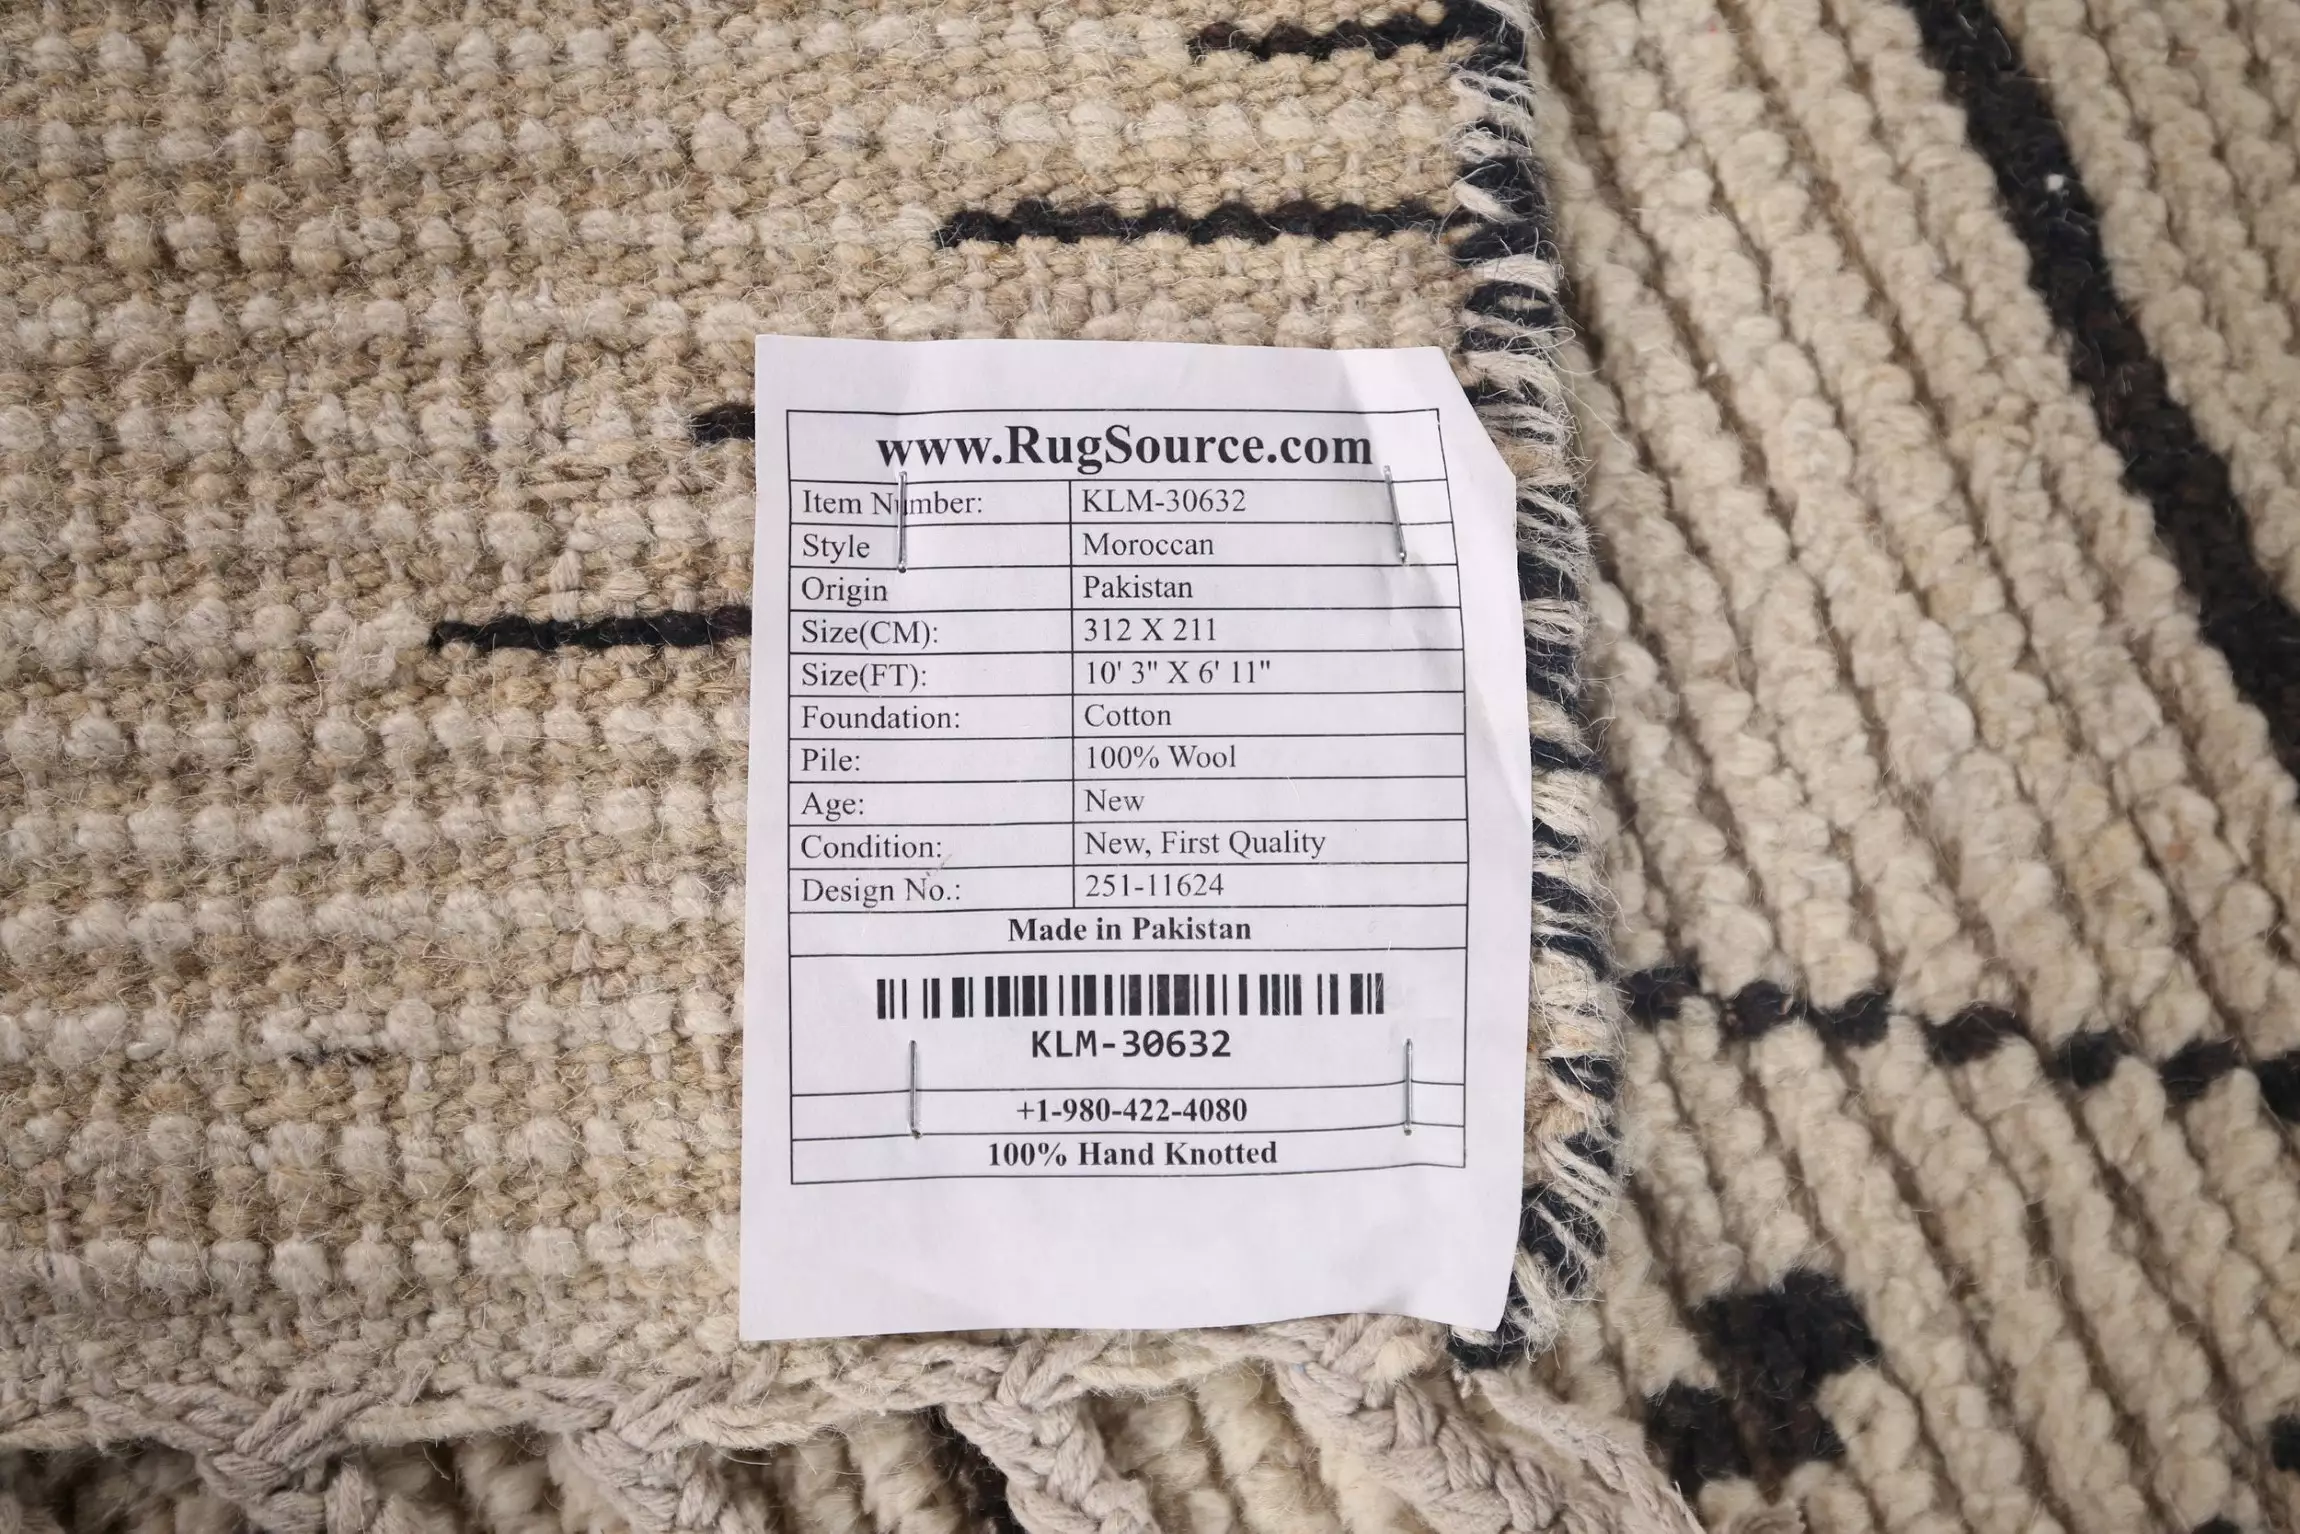 www.RugSource.com
Item Number: KLM-30632
Style Moroccan
Origin Pakistan
Size(CM): 312 X 211
Size(FT): 10' 3" X 6' 11"
Foundation: Cotton
Pile: 100% Wool
Age: New
Condition: New, First Quality
Design No.: 251-11624
Made in Pakistan
KLM-30632
+1-980-422-4080
100% Hand Knotted